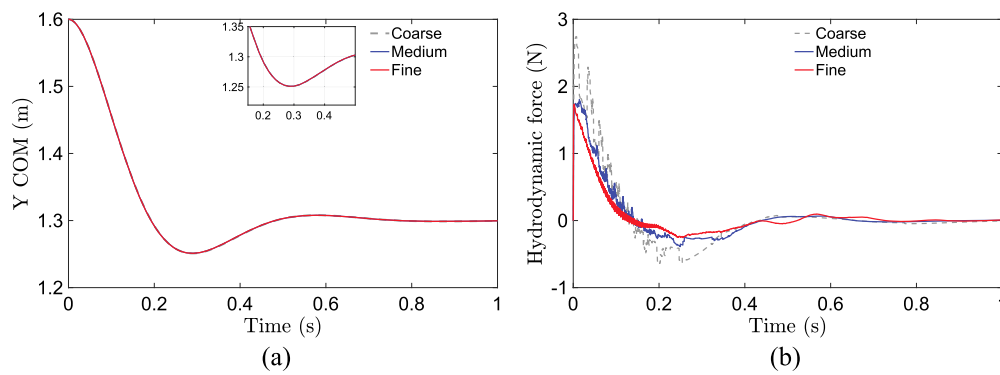 1.6
1.5
1.4
1.3
1.2
Y COM (m)
0
0.2
0.4
0.6
0.8
1
Time (s)
1.35
1.3
1.25
0.2
0.3
0.4
Coarse
Medium
Fine
(a)
3
2
1
0
-1
Hydrodynamic force (N)
0
0.2
0.4
0.6
0.8
1
Time (s)
Coarse
Medium
Fine
(b)